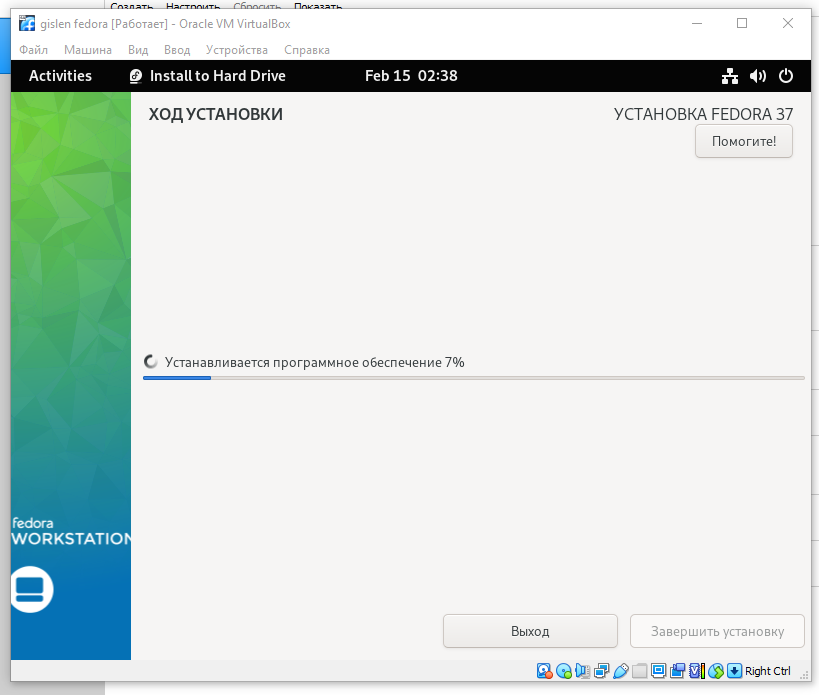 Создать Настроить Сбросить Показать
gislen fedora [Работает] - Oracle VM VirtualBox
Файл Машина Вид Ввод Устройства Справка
Activities Install to Hard Drive Feb 15 02:38
ХОД УСТАНОВКИ УСТАНОВКА FEDORA 37
Помогите!
Устанавливается программное обеспечение 7%
fedora
WORKSTATION
Выход Завершить установку
Right Ctrl